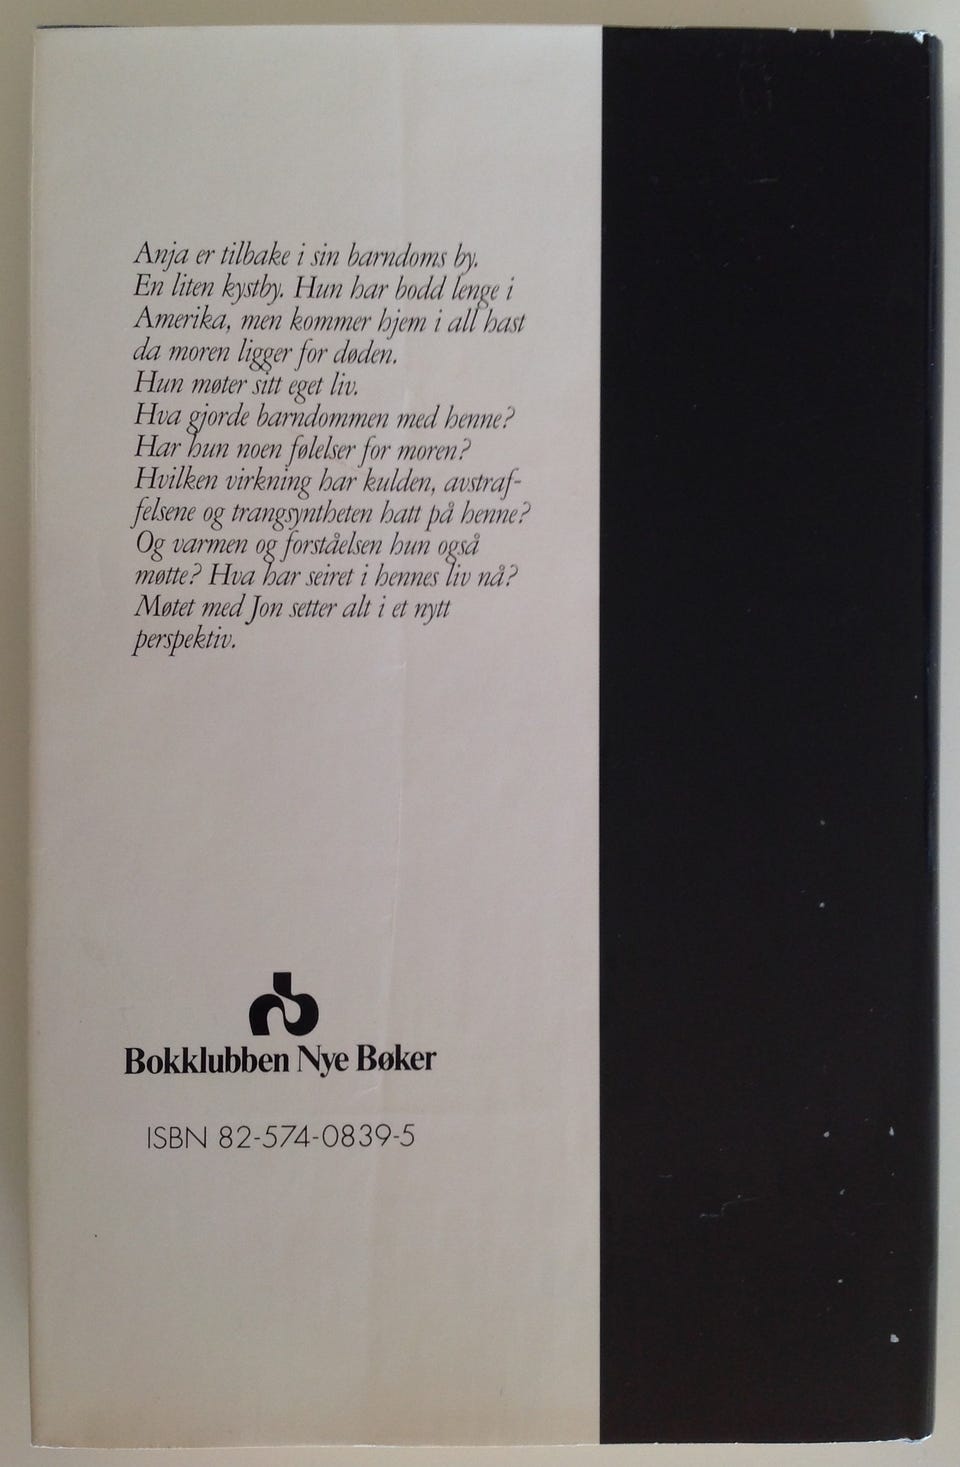 Anja er tilbake i sin barndoms by.
En liten kystby. Hun har bodd lenge i
Amerika, men kommer hjem i all hast
da moren ligger for døden.
Hun møter sitt eget liv.
Hva gjorde barndommen med henne?
Har hun noen følelser for moren?
Hvilken virkning har kulden, avstraf-
felsene og trangsyntheten hatt på henne?
Og varmen og forståelsen hun også
møtte? Hva har seiret i hennes liv nå?
Møtet med Jon setter alt i et nytt
perspektiv.
Bokklubben Nye Bøker
ISBN 82-574-0839-5